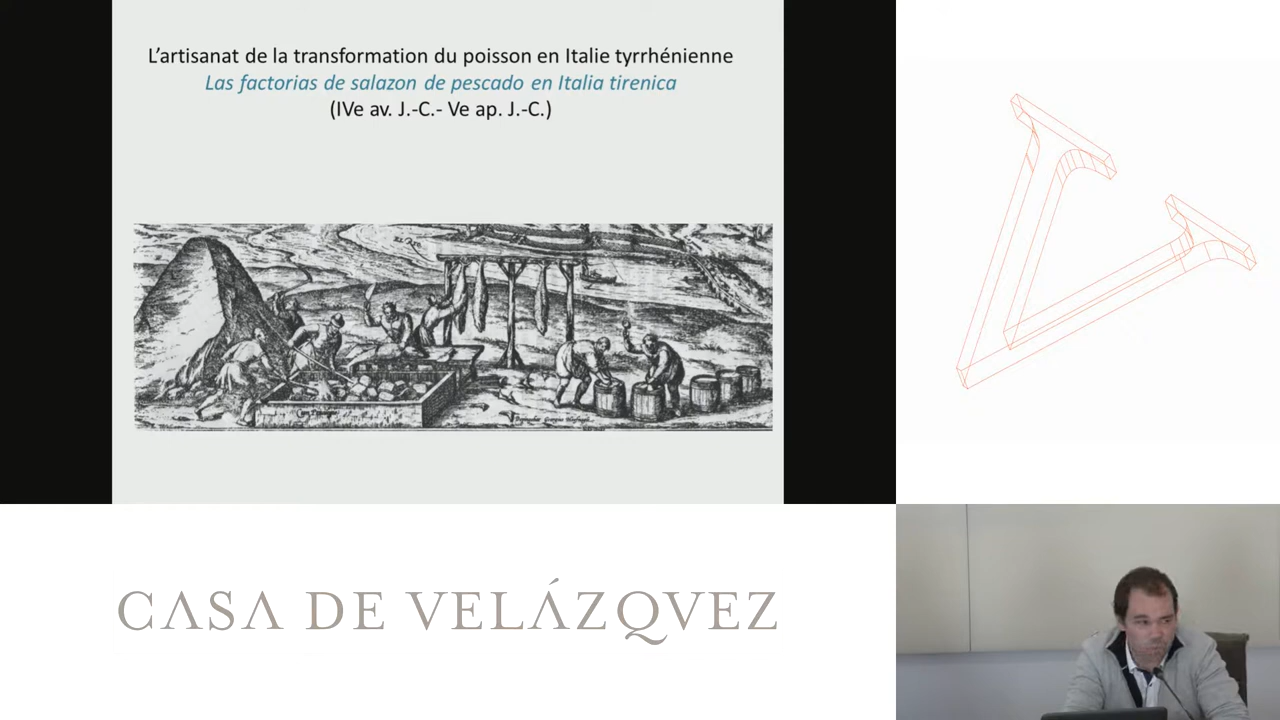 L’artisanat de la transformation du poisson en Italie tyrrhénienne
Las factorias de salazon de pescado en Italia tirenica
(IVe av. J.-C.- Ve ap. J.-C.)
CASA DE VELÁZQVEZ